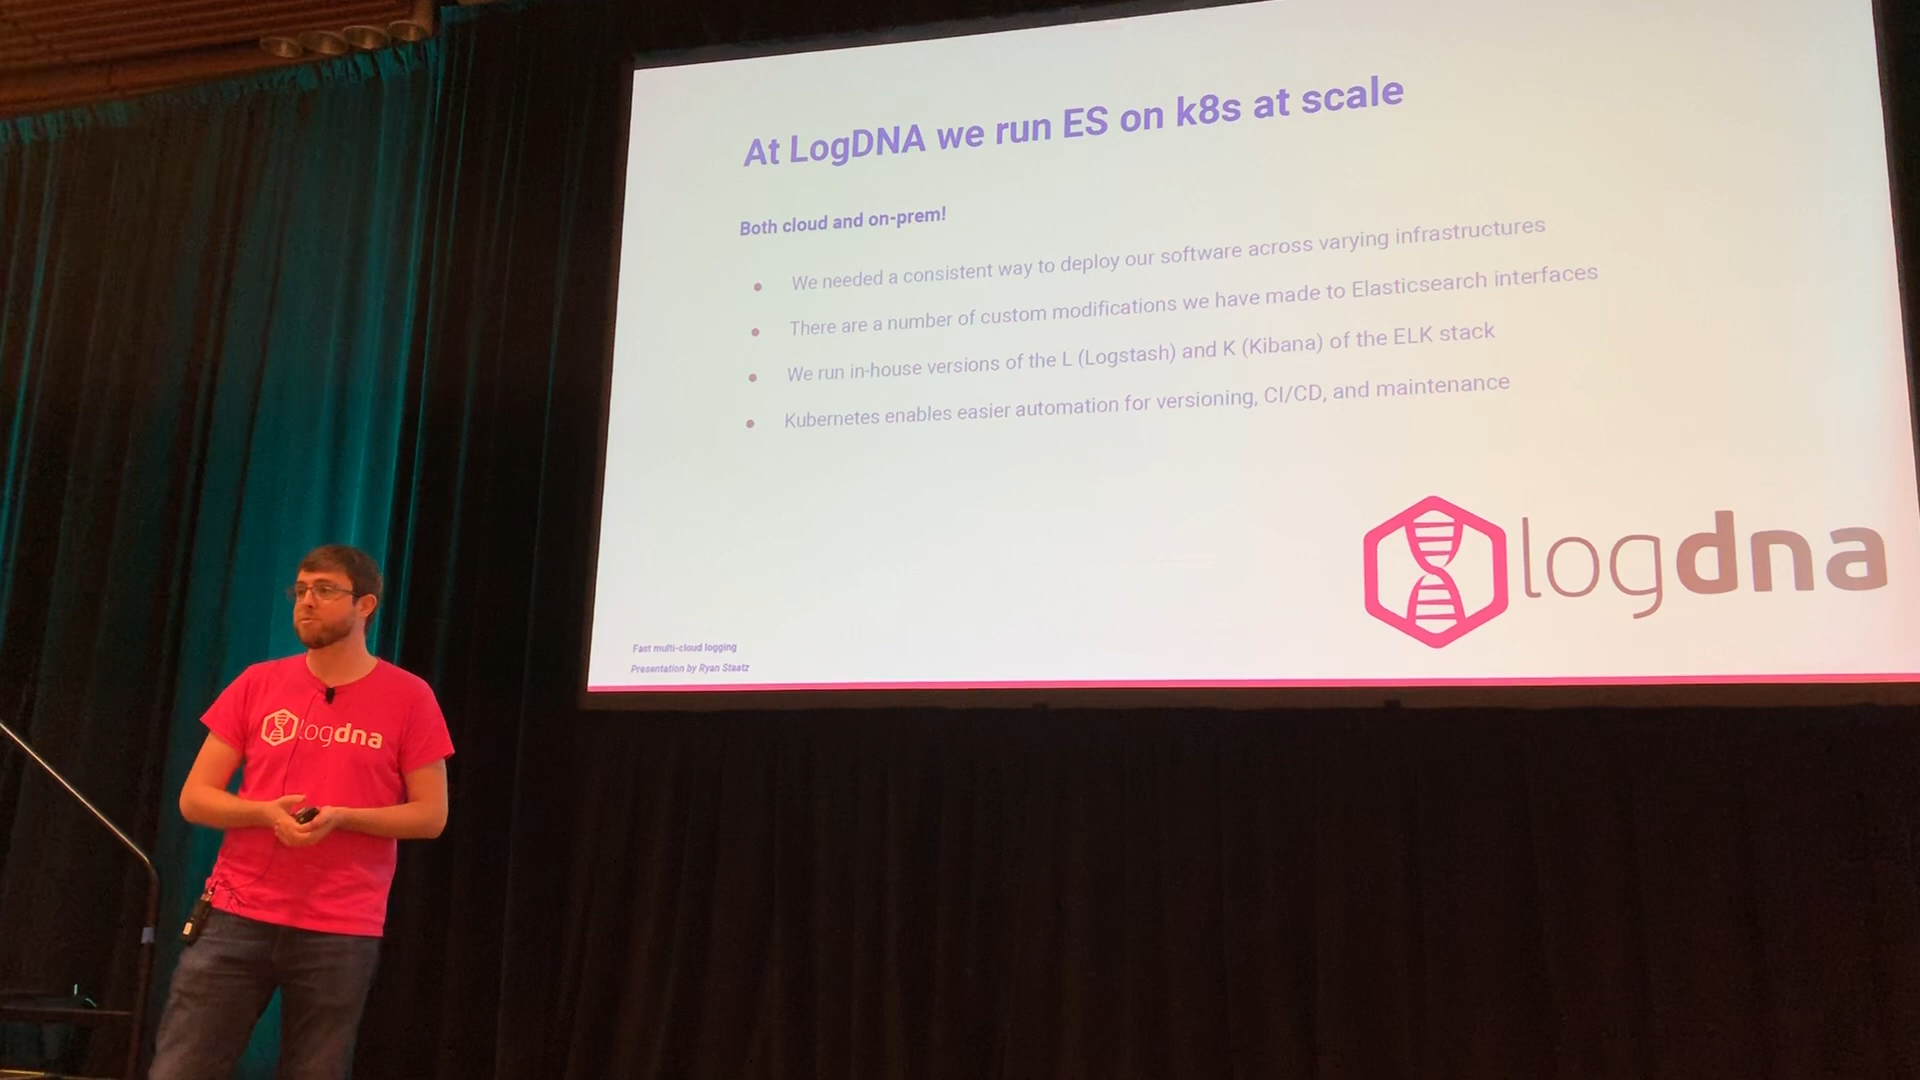 At LogDNA we run ES on k8s at scale
Both cloud and on-prem!
• We needed a consistent way to deploy our software across varying infrastructures
• There are a number of custom modifications we have made to Elasticsearch interfaces
• We run in-house versions of the L (Logstash) and K (Kibana) of the ELK stack
• Kubernetes enables easier automation for versioning, CI/CD, and maintenance
logdna
Fast multi-cloud logging
Presentation by Ryan Staatz
logdna